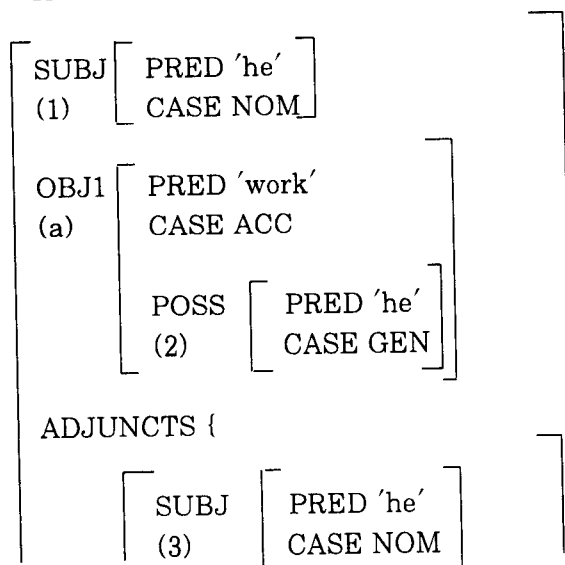 SUBJ PRED 'he'
(1) CASE NOM
OBJ1 PRED 'work'
(a) CASE ACC
POSS PRED 'he'
(2) CASE GEN
ADJUNCTS {
SUBJ PRED 'he'
(3) CASE NOM